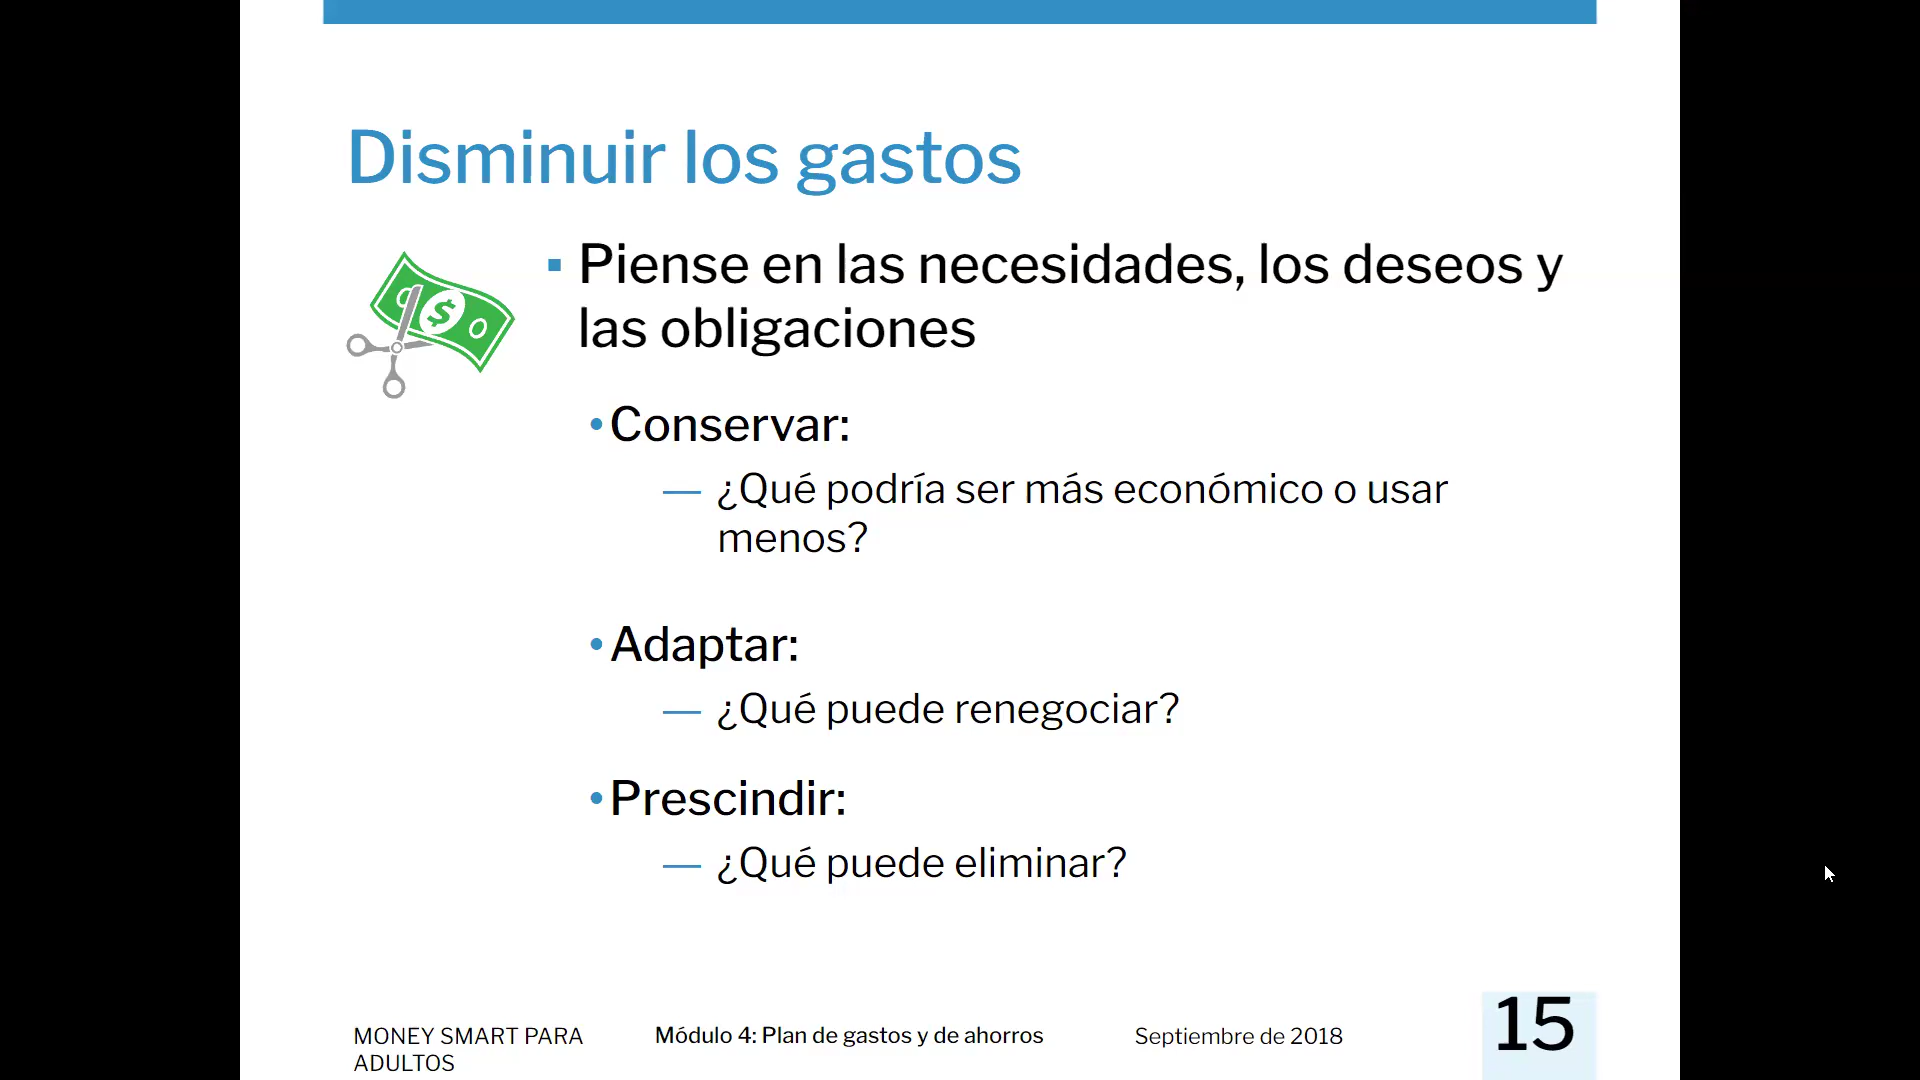 Disminuir los gastos
$
▪ Piense en las necesidades, los deseos y
las obligaciones
• Conservar:
— ¿Qué podría ser más económico o usar
menos?
• Adaptar:
— ¿Qué puede renegociar?
• Prescindir:
— ¿Qué puede eliminar?
MONEY SMART PARA
ADULTOS
Módulo 4: Plan de gastos y de ahorros
Septiembre de 2018
15